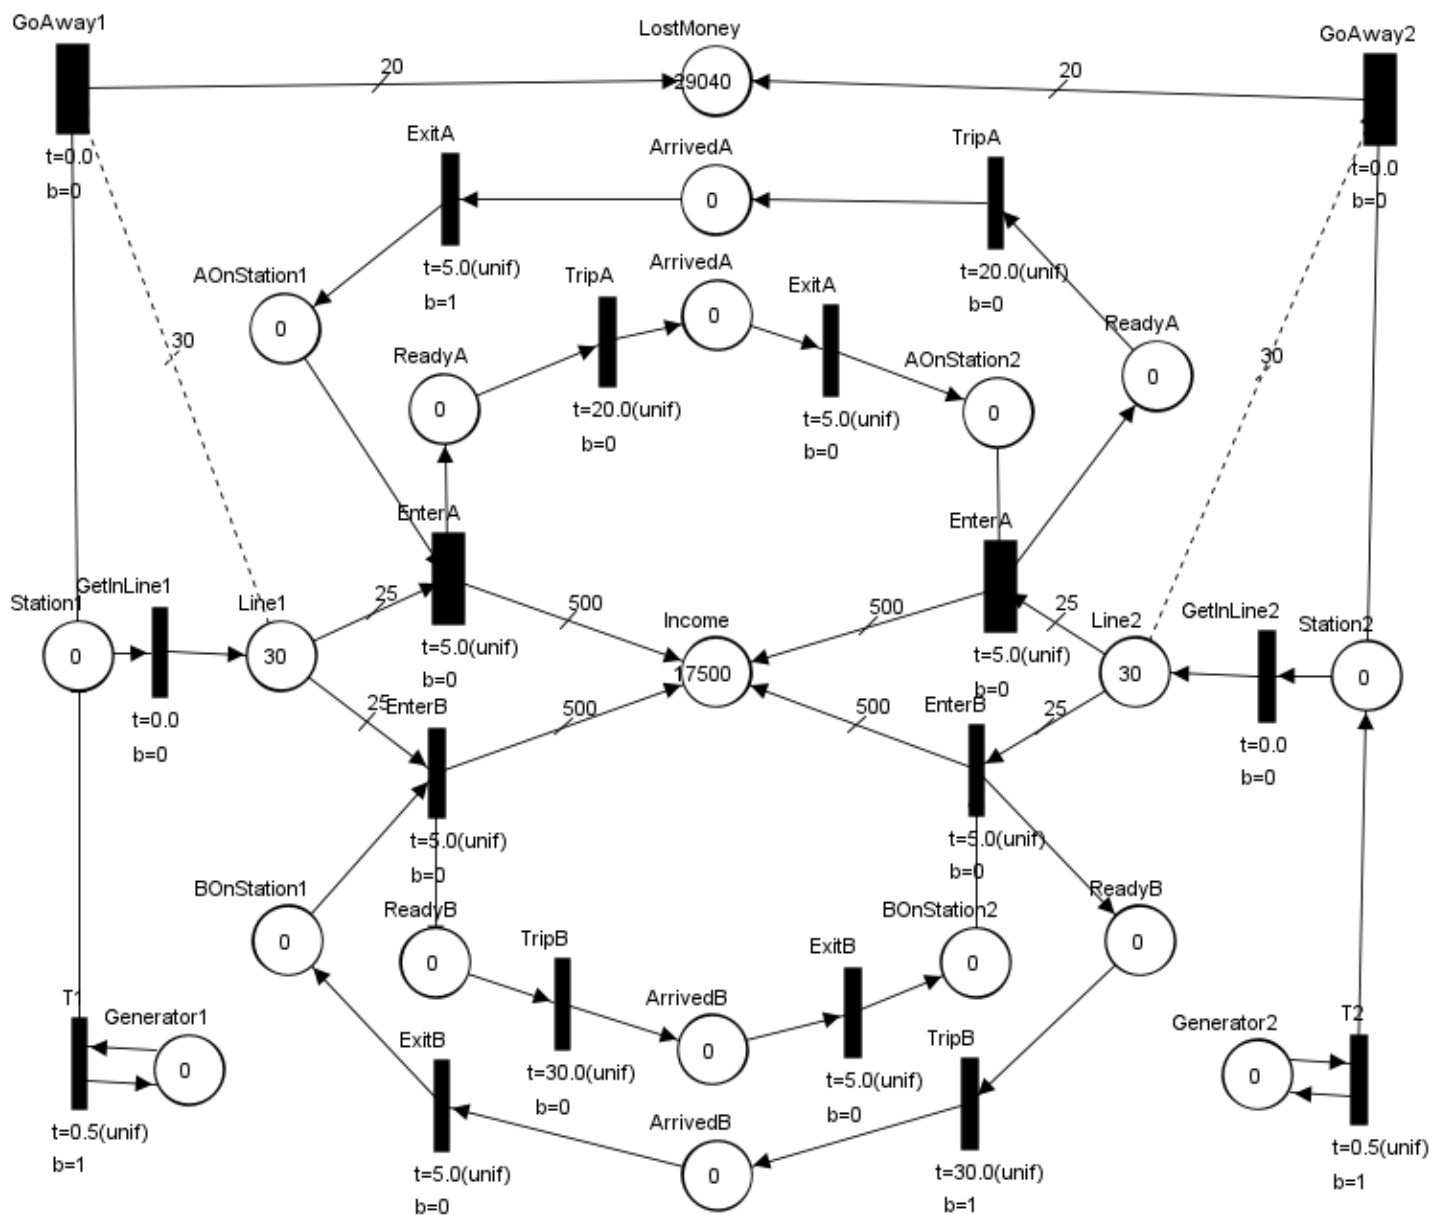 GoAway1
LostMoney
GoAway2
20
29040
20
ExitA
ArrivedA
TripA
t=0.0
b=0
0
t=0.0
b=0
AOnStation1
t=5.0(unif)
b=1
TripA
ArrivedA
ExitA
t=20.0(unif)
b=0
0
0
30
ReadyA
AOnStation2
ReadyA
30
0
t=20.0(unif)
b=0
t=5.0(unif)
b=0
0
0
EnterA
EnterA
Station1
GetInLine1
Line1
25
500
Income
500
25
Line2
GetInLine2
Station2
0
30
t=5.0(unif)
b=0
17500
t=5.0(unif)
b=0
30
0
t=0.0
b=0
25
EnterB
500
500
EnterB
25
t=0.0
b=0
t=5.0(unif)
b=0
t=5.0(unif)
b=0
BOnStation1
ReadyB
BOnStation2
ReadyB
0
0
TripB
ExitB
0
0
T1
Generator1
ExitB
ArrivedB
TripB
Generator2
T2
0
t=30.0(unif)
b=0
0
t=5.0(unif)
b=0
0
t=0.5(unif)
b=1
t=5.0(unif)
b=0
ArrivedB
0
t=30.0(unif)
b=1
t=0.5(unif)
b=1